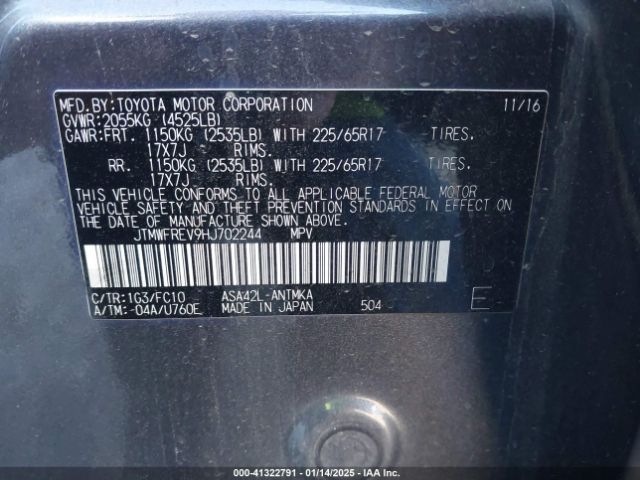 MFD.BY:TOYOTA MOTOR CORPORATION 11/16
GVWR:2055KG (4525LB)
GAWR:FRT. 1150KG (2535LB) WITH 225/65R17 TIRES.
17X7J RIMS.
RR. 1150KG (2535LB) WITH 225/65R17 TIRES.
17X7J RIMS.
THIS VEHICLE CONFORMS TO ALL APPLICABLE FEDERAL MOTOR
VEHICLE SAFETY AND THEFT PREVENTION STANDARDS IN EFFECT
ON THE DATE OF MANUFACTURE SHOWN ABOVE.
JTMWFREV9HJ702244 MPV
C/TR:1G3/FC10 ASA42L-ANTMKA
A/TM:-04A/U760E MADE IN JAPAN 504 E
000-41322791 - 01/14/2025 - IAA Inc.